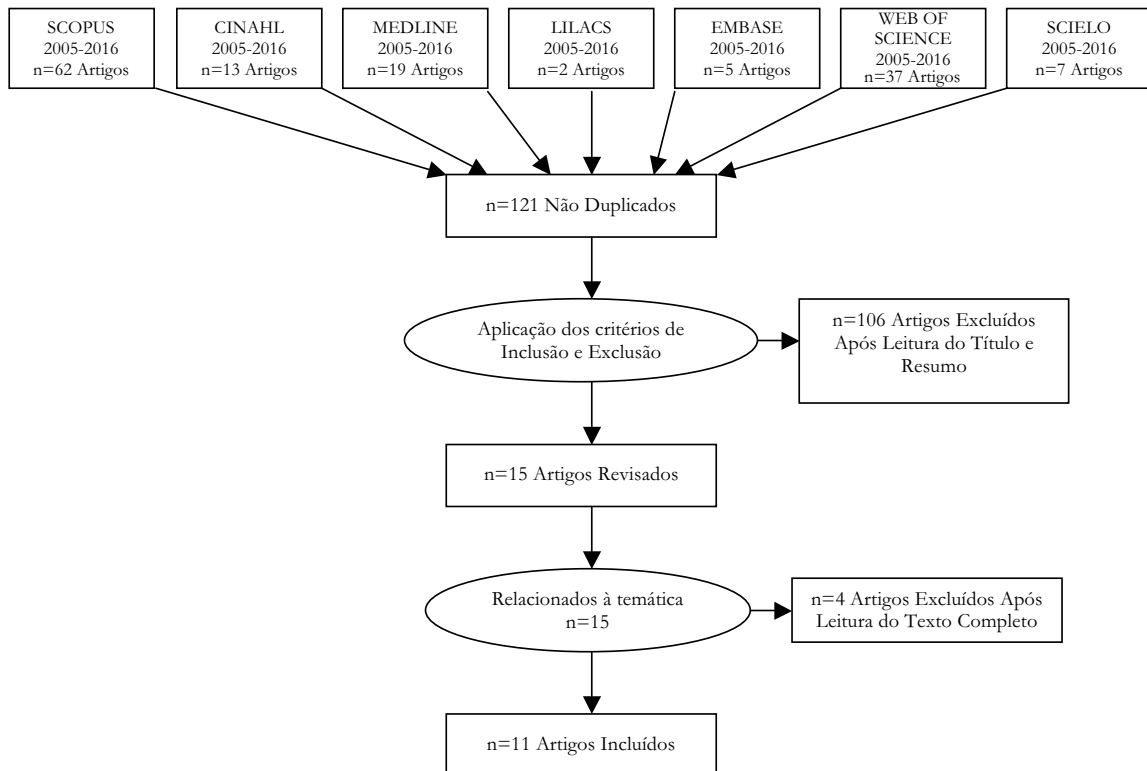 SCOPUS
2005-2016
n=62 Artigos
CINAHL
2005-2016
n=13 Artigos
MEDLINE
2005-2016
n=19 Artigos
LILACS
2005-2016
n=2 Artigos
EMBASE
2005-2016
n=5 Artigos
WEB OF
SCIENCE
2005-2016
n=37 Artigos
SCIELO
2005-2016
n=7 Artigos
n=121 Não Duplicados
Aplicação dos critérios de
Inclusão e Exclusão
n=106 Artigos Excluídos
Após Leitura do Título e
Resumo
n=15 Artigos Revisados
Relacionados à temática
n=15
n=4 Artigos Excluídos Após
Leitura do Texto Completo
n=11 Artigos Incluídos